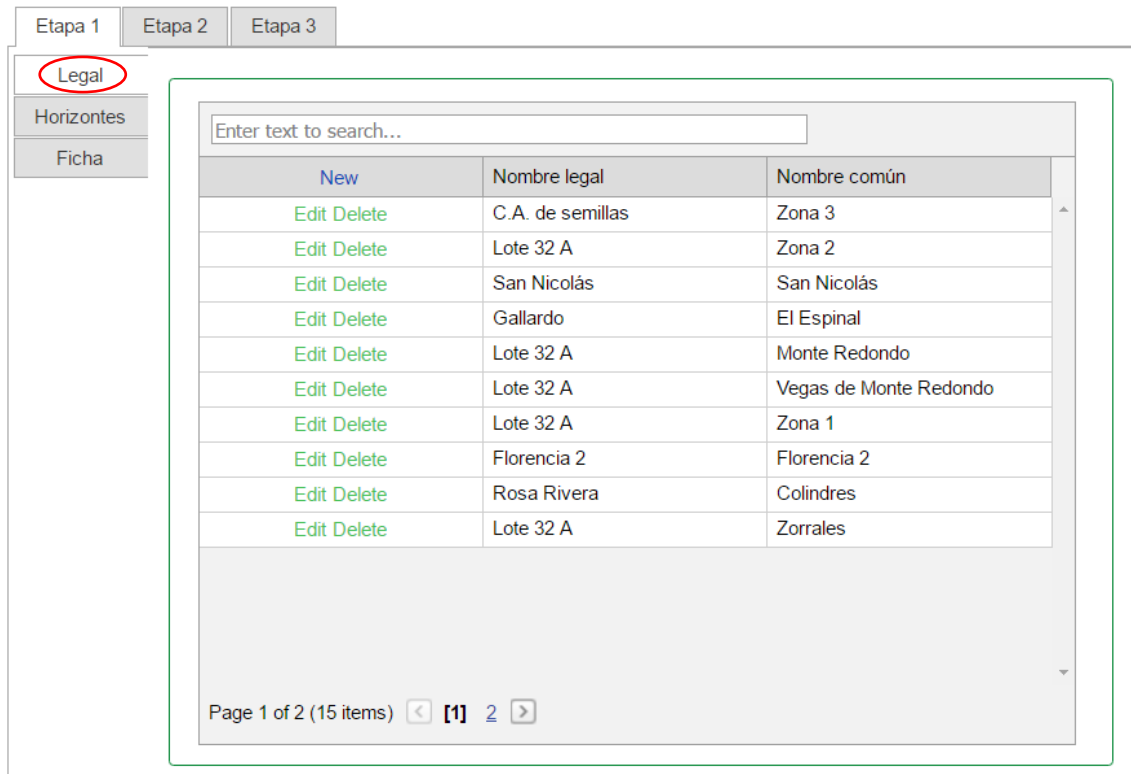 Etapa 1 Etapa 2 Etapa 3
Legal
Horizontes
Ficha
Enter text to search...
New Nombre legal Nombre común
Edit Delete C.A. de semillas Zona 3
Edit Delete Lote 32 A Zona 2
Edit Delete San Nicolás San Nicolás
Edit Delete Gallardo El Espinal
Edit Delete Lote 32 A Monte Redondo
Edit Delete Lote 32 A Vegas de Monte Redondo
Edit Delete Lote 32 A Zona 1
Edit Delete Florencia 2 Florencia 2
Edit Delete Rosa Rivera Colindres
Edit Delete Lote 32 A Zorrales
Page 1 of 2 (15 items) < [1] 2 >